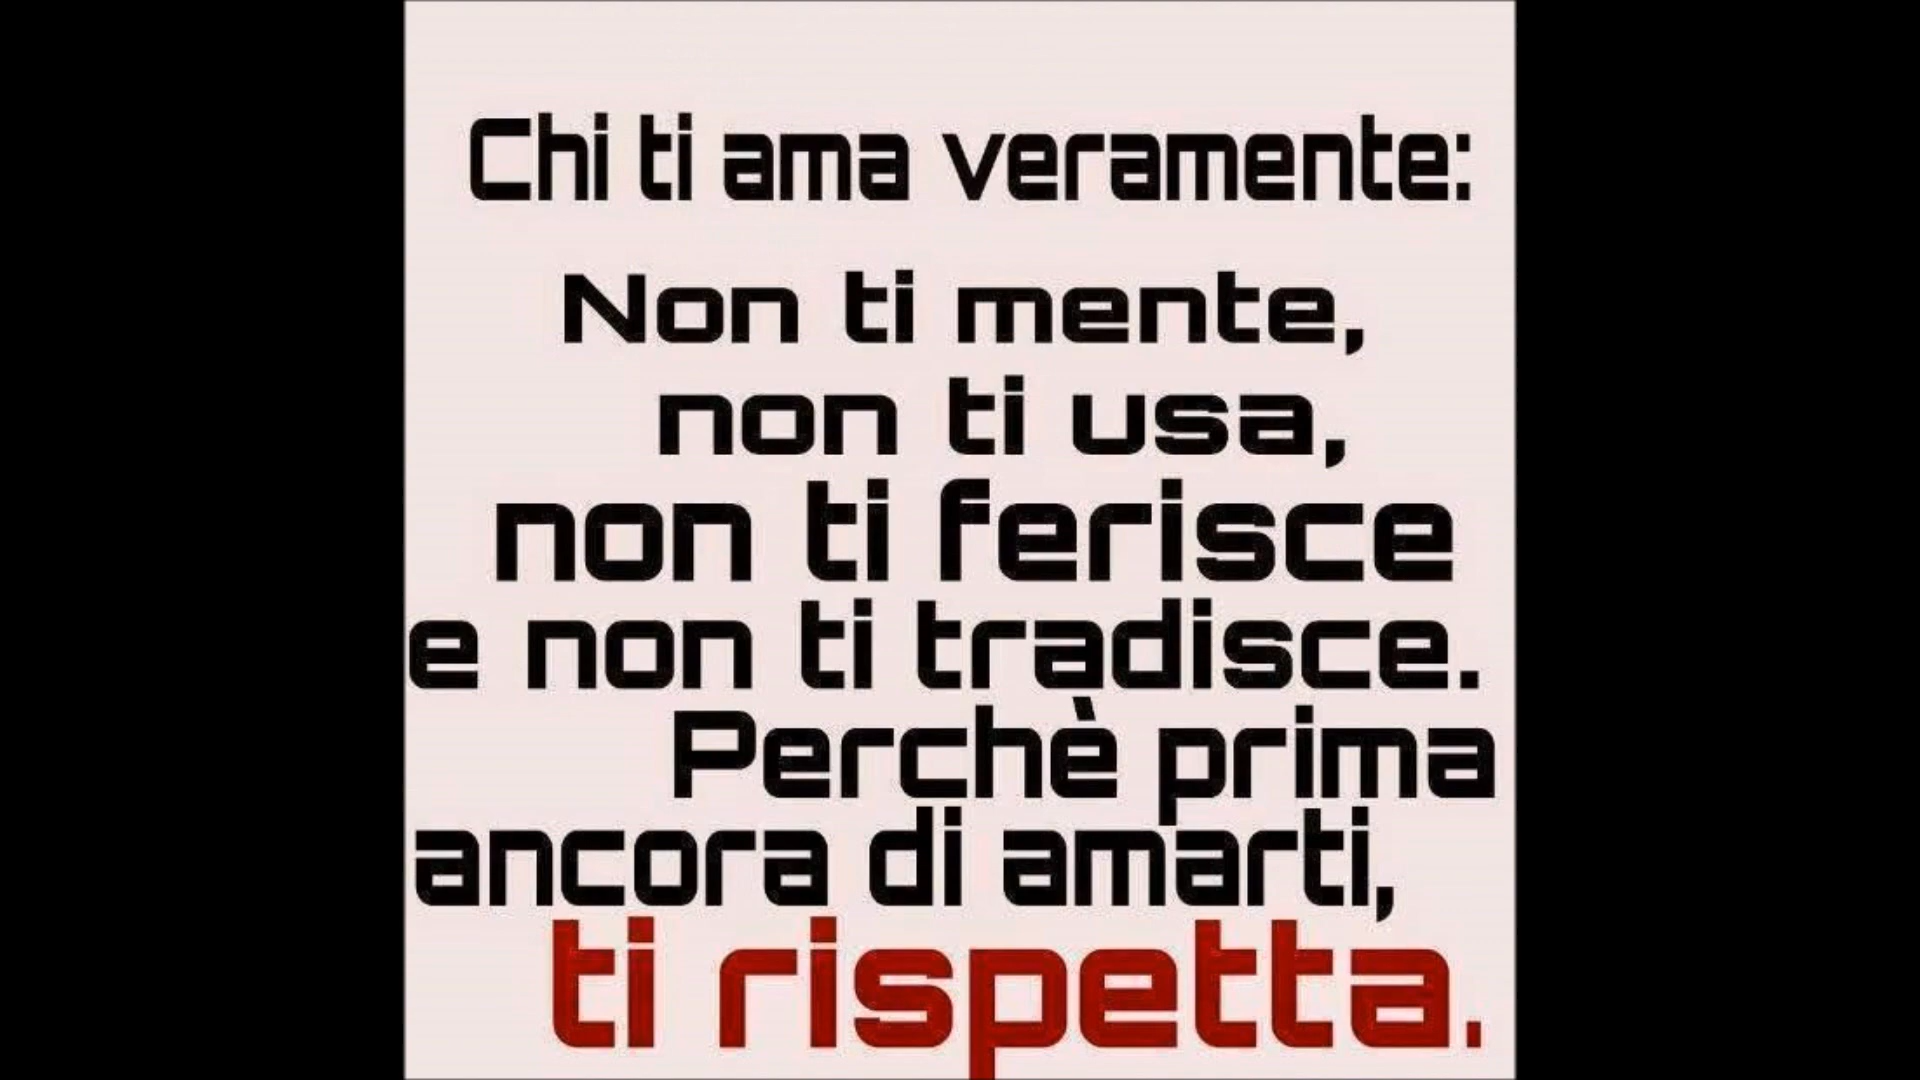 Chi ti ama veramente:
Non ti mente,
non ti usa,
non ti ferisce
e non ti tradisce.
Perchè prima
ancora di amarti,
ti rispetta.